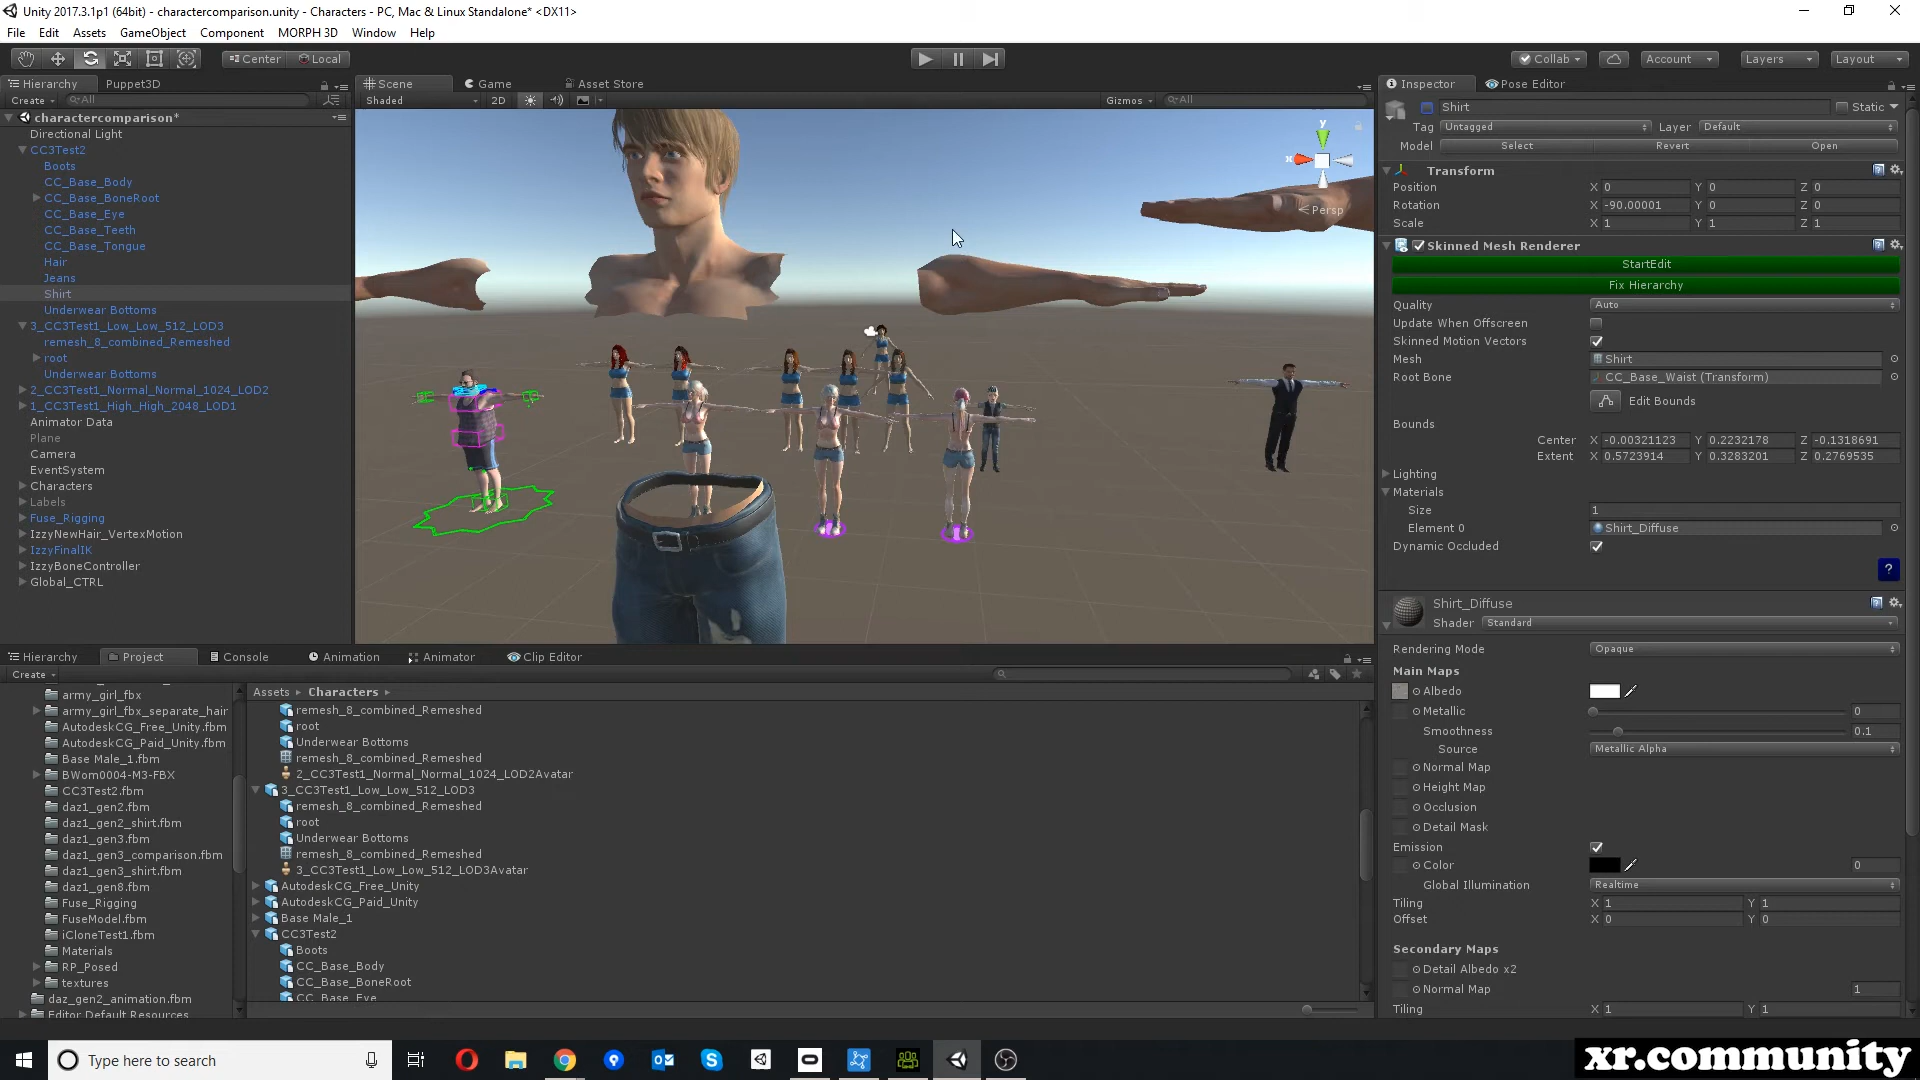 Unity 2017.3.1p1 (64bit) - charactercomparison.unity - Characters - PC, Mac & Linux Standalone* <DX11>
File Edit Assets GameObject Component MORPH 3D Window Help
Center Local
Collab Account Layers Layout
Hierarchy Puppet3D
Create All
charactercomparison*
Directional Light
CC3Test2
Boots
CC_Base_Body
CC_Base_BoneRoot
CC_Base_Eye
CC_Base_Teeth
CC_Base_Tongue
Hair
Jeans
Shirt
Underwear Bottoms
3_CC3Test1_Low_Low_512_LOD3
remesh_8_combined_Remeshed
root
Underwear Bottoms
2_CC3Test1_Normal_Normal_1024_LOD2
1_CC3Test1_High_High_2048_LOD1
Animator Data
Plane
Camera
EventSystem
Characters
Labels
Fuse_Rigging
IzzyNewHair_VertexMotion
IzzyFinalIK
IzzyBoneController
Global_CTRL
Scene Game Asset Store
Shaded 2D Gizmos All
y
x
Persp
Inspector Pose Editor
Shirt Static
Tag Untagged Layer Default
Model Select Revert Open
Transform
Position X 0 Y 0 Z 0
Rotation X -90.00001 Y 0 Z 0
Scale X 1 Y 1 Z 1
Skinned Mesh Renderer
StartEdit
Fix Hierarchy
Quality Auto
Update When Offscreen
Skinned Motion Vectors
Mesh Shirt
Root Bone CC_Base_Waist (Transform)
Edit Bounds
Bounds
Center X -0.00321123 Y 0.2232178 Z -0.1318691
Extent X 0.5723914 Y 0.3283201 Z 0.2769535
Lighting
Materials
Size 1
Element 0 Shirt_Diffuse
Dynamic Occluded
?
Shirt_Diffuse
Shader Standard
Rendering Mode Opaque
Main Maps
Albedo
Metallic 0
Smoothness 0.1
Source Metallic Alpha
Normal Map
Height Map
Occlusion
Detail Mask
Emission
Color 0
Global Illumination Realtime
Tiling X 1 Y 1
Offset X 0 Y 0
Secondary Maps
Detail Albedo x2
Normal Map 1
Tiling X 1 Y 1
Hierarchy Project Console Animation Animator Clip Editor
Create
army_girl_fbx
army_girl_fbx_separate_hair
AutodeskCG_Free_Unity.fbm
AutodeskCG_Paid_Unity.fbm
Base Male_1.fbm
BWom0004-M3-FBX
CC3Test2.fbm
daz1_gen2.fbm
daz1_gen2_shirt.fbm
daz1_gen3.fbm
daz1_gen3_comparison.fbm
daz1_gen3_shirt.fbm
daz1_gen8.fbm
Fuse_Rigging
FuseModel.fbm
iCloneTest1.fbm
Materials
RP_Posed
textures
daz_gen2_animation.fbm
Editor Default Resources
Assets Characters
remesh_8_combined_Remeshed
root
Underwear Bottoms
remesh_8_combined_Remeshed
2_CC3Test1_Normal_Normal_1024_LOD2Avatar
3_CC3Test1_Low_Low_512_LOD3
remesh_8_combined_Remeshed
root
Underwear Bottoms
remesh_8_combined_Remeshed
3_CC3Test1_Low_Low_512_LOD3Avatar
AutodeskCG_Free_Unity
AutodeskCG_Paid_Unity
Base Male_1
CC3Test2
Boots
CC_Base_Body
CC_Base_BoneRoot
CC_Base_Eye
Type here to search
xr.community